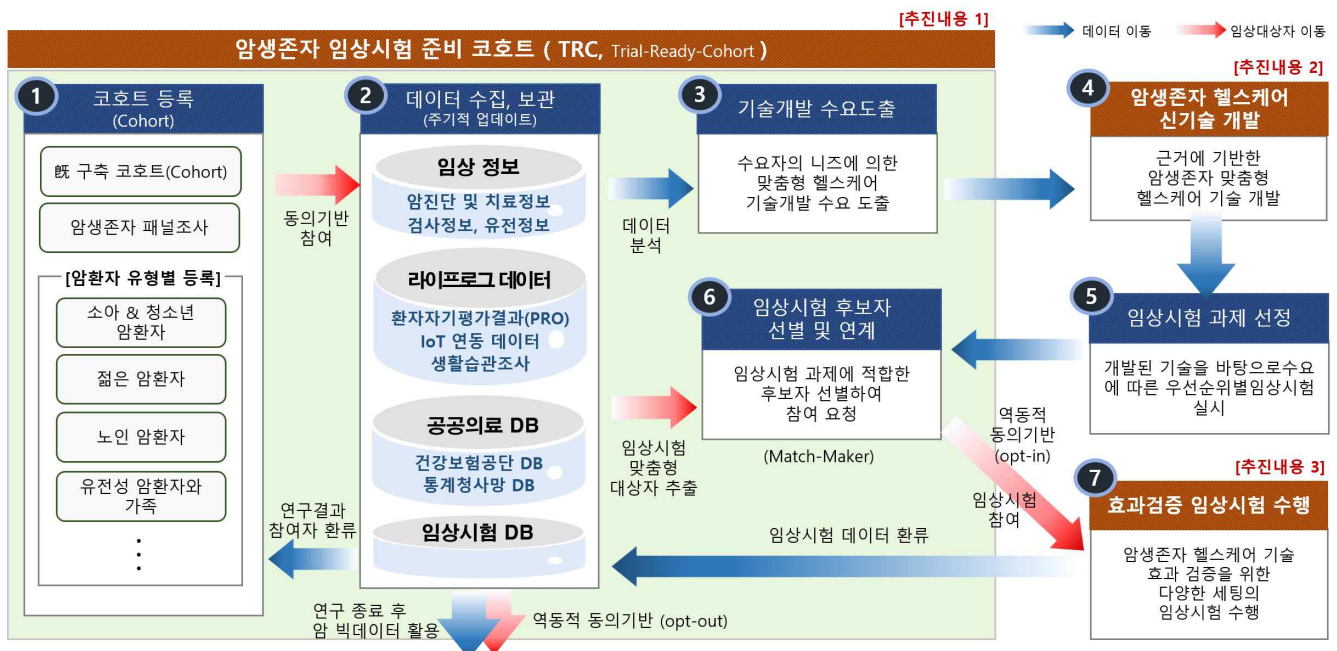 [추진내용 1]
데이터 이동
임상대상자 이동
암생존자 임상시험 준비 코호트 ( TRC, Trial-Ready-Cohort )
1
코호트 등록
(Cohort)
旣 구축 코호트(Cohort)
암생존자 패널조사
[암환자 유형별 등록]
소아 & 청소년
암환자
젊은 암환자
노인 암환자
유전성 암환자와
가족
동의기반
참여
연구결과
참여자 환류
2
데이터 수집, 보관
(주기적 업데이트)
임상 정보
암진단 및 치료정보
검사정보, 유전정보
라이프로그 데이터
환자자기평가결과(PRO)
IoT 연동 데이터
생활습관조사
공공의료 DB
건강보험공단 DB
통계청사망 DB
임상시험 DB
연구 종료 후
암 빅데이터 활용
역동적 동의기반 (opt-out)
데이터
분석
임상시험
맞춤형
대상자 추출
3
기술개발 수요도출
수요자의 니즈에 의한
맞춤형 헬스케어
기술개발 수요 도출
[추진내용 2]
4
암생존자 헬스케어
신기술 개발
근거에 기반한
암생존자 맞춤형
헬스케어 기술 개발
5
임상시험 과제 선정
개발된 기술을 바탕으로수요
에 따른 우선순위별임상시험
실시
6
임상시험 후보자
선별 및 연계
임상시험 과제에 적합한
후보자 선별하여
참여 요청
(Match-Maker)
역동적
동의기반
(opt-in)
임상시험
참여
임상시험 데이터 환류
[추진내용 3]
7
효과검증 임상시험 수행
암생존자 헬스케어 기술
효과 검증을 위한
다양한 세팅의
임상시험 수행